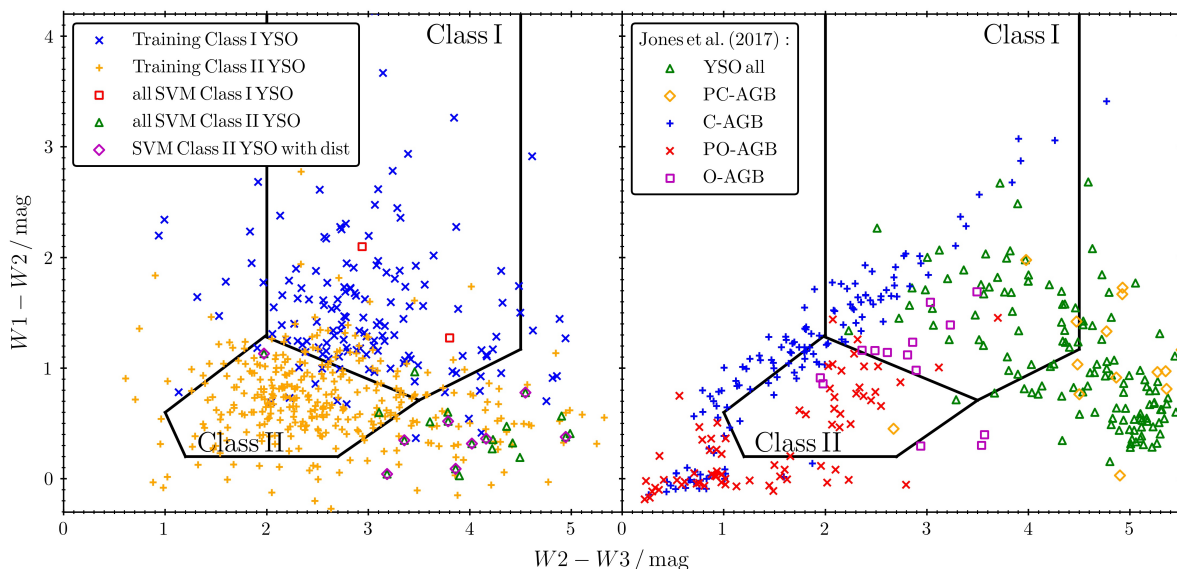 Class I
Training Class I YSO
Training Class II YSO
all SVM Class I YSO
all SVM Class II YSO
SVM Class II YSO with dist
Class II
Class I
Jones et al. (2017) :
YSO all
PC-AGB
C-AGB
PO-AGB
O-AGB
Class II
W1 − W2 / mag
4
3
2
1
0
0 1 2 3 4 5
0 1 2 3 4 5
W2 − W3 / mag